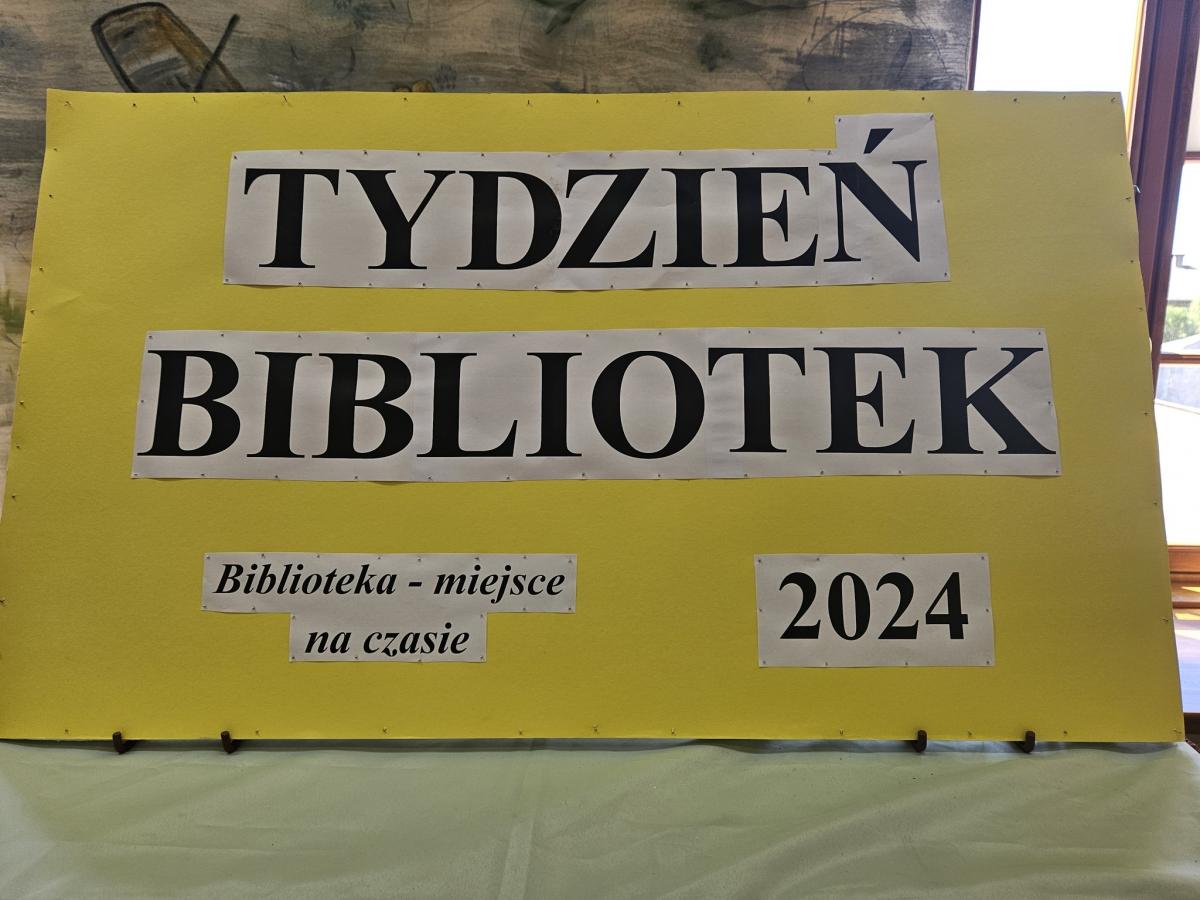 TYDZIEŃ
BIBLIOTEK
Biblioteka - miejsce
na czasie
2024